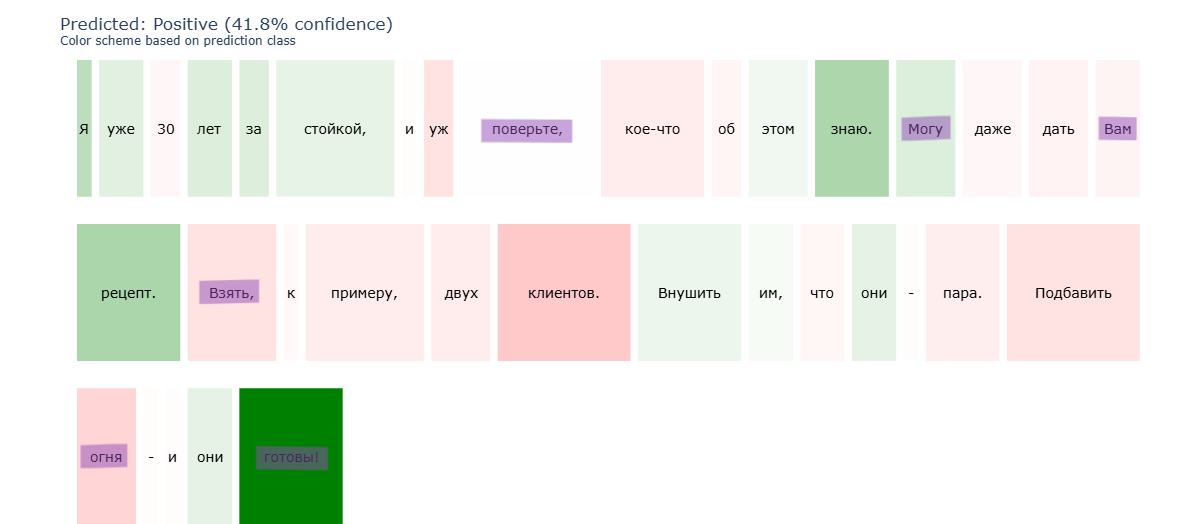 Predicted: Positive (41.8% confidence)
Color scheme based on prediction class
Я уже 30 лет за стойкой, и уж поверьте, кое-что об этом знаю. Могу даже дать Вам
рецепт. Взять, к примеру, двух клиентов. Внушить им, что они - пара. Подбавить
огня - и они готовы!